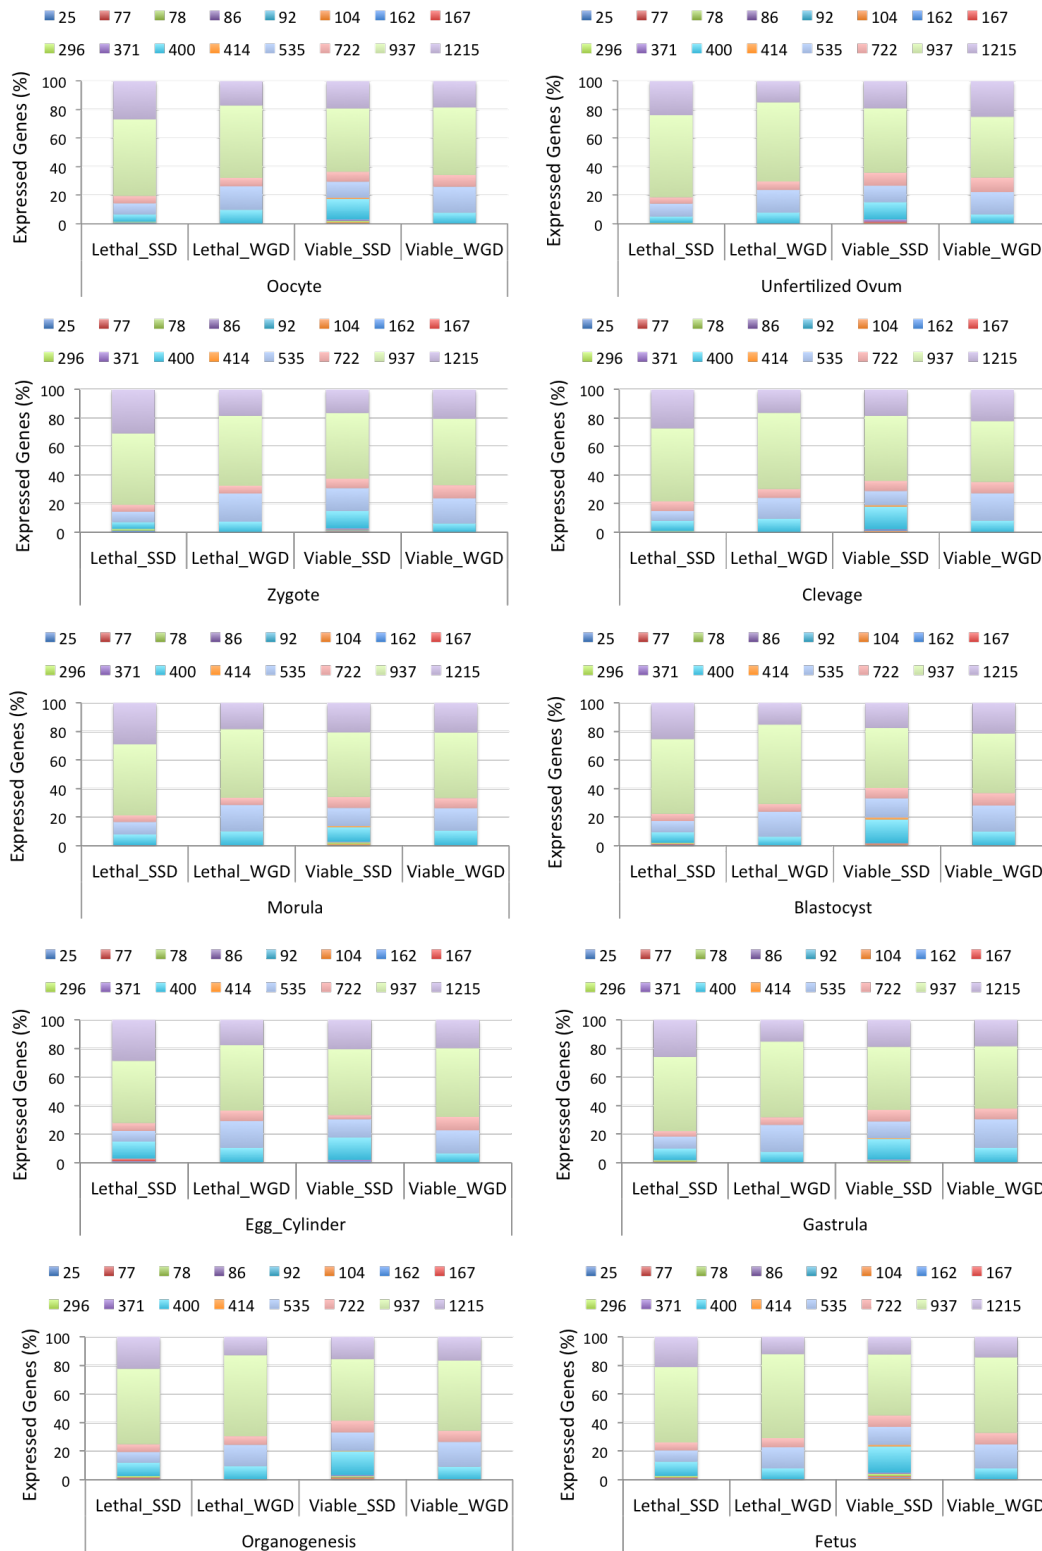 25 77 78 86 92 104 162 167
296 371 400 414 535 722 937 1215
Expressed Genes (%)
100
80
60
40
20
0
Lethal_SSD Lethal_WGD Viable_SSD Viable_WGD
Oocyte
25 77 78 86 92 104 162 167
296 371 400 414 535 722 937 1215
Expressed Genes (%)
100
80
60
40
20
0
Lethal_SSD Lethal_WGD Viable_SSD Viable_WGD
Unfertilized Ovum
25 77 78 86 92 104 162 167
296 371 400 414 535 722 937 1215
Expressed Genes (%)
100
80
60
40
20
0
Lethal_SSD Lethal_WGD Viable_SSD Viable_WGD
Zygote
25 77 78 86 92 104 162 167
296 371 400 414 535 722 937 1215
Expressed Genes (%)
100
80
60
40
20
0
Lethal_SSD Lethal_WGD Viable_SSD Viable_WGD
Clevage
25 77 78 86 92 104 162 167
296 371 400 414 535 722 937 1215
Expressed Genes (%)
100
80
60
40
20
0
Lethal_SSD Lethal_WGD Viable_SSD Viable_WGD
Morula
25 77 78 86 92 104 162 167
296 371 400 414 535 722 937 1215
Expressed Genes (%)
100
80
60
40
20
0
Lethal_SSD Lethal_WGD Viable_SSD Viable_WGD
Blastocyst
25 77 78 86 92 104 162 167
296 371 400 414 535 722 937 1215
Expressed Genes (%)
100
80
60
40
20
0
Lethal_SSD Lethal_WGD Viable_SSD Viable_WGD
Egg_Cylinder
25 77 78 86 92 104 162 167
296 371 400 414 535 722 937 1215
Expressed Genes (%)
100
80
60
40
20
0
Lethal_SSD Lethal_WGD Viable_SSD Viable_WGD
Gastrula
25 77 78 86 92 104 162 167
296 371 400 414 535 722 937 1215
Expressed Genes (%)
100
80
60
40
20
0
Lethal_SSD Lethal_WGD Viable_SSD Viable_WGD
Organogenesis
25 77 78 86 92 104 162 167
296 371 400 414 535 722 937 1215
Expressed Genes (%)
100
80
60
40
20
0
Lethal_SSD Lethal_WGD Viable_SSD Viable_WGD
Fetus